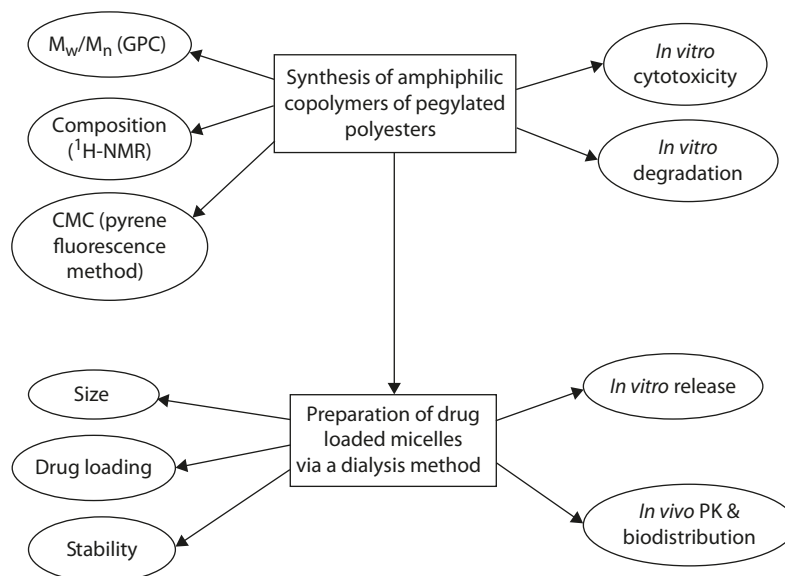 M_w/M_n (GPC)
Composition
(¹H-NMR)
CMC (pyrene
fluorescence
method)
Synthesis of amphiphilic
copolymers of pegylated
polyesters
In vitro
cytotoxicity
In vitro
degradation
Size
Drug loading
Stability
Preparation of drug
loaded micelles
via a dialysis method
In vitro release
In vivo PK &
biodistribution